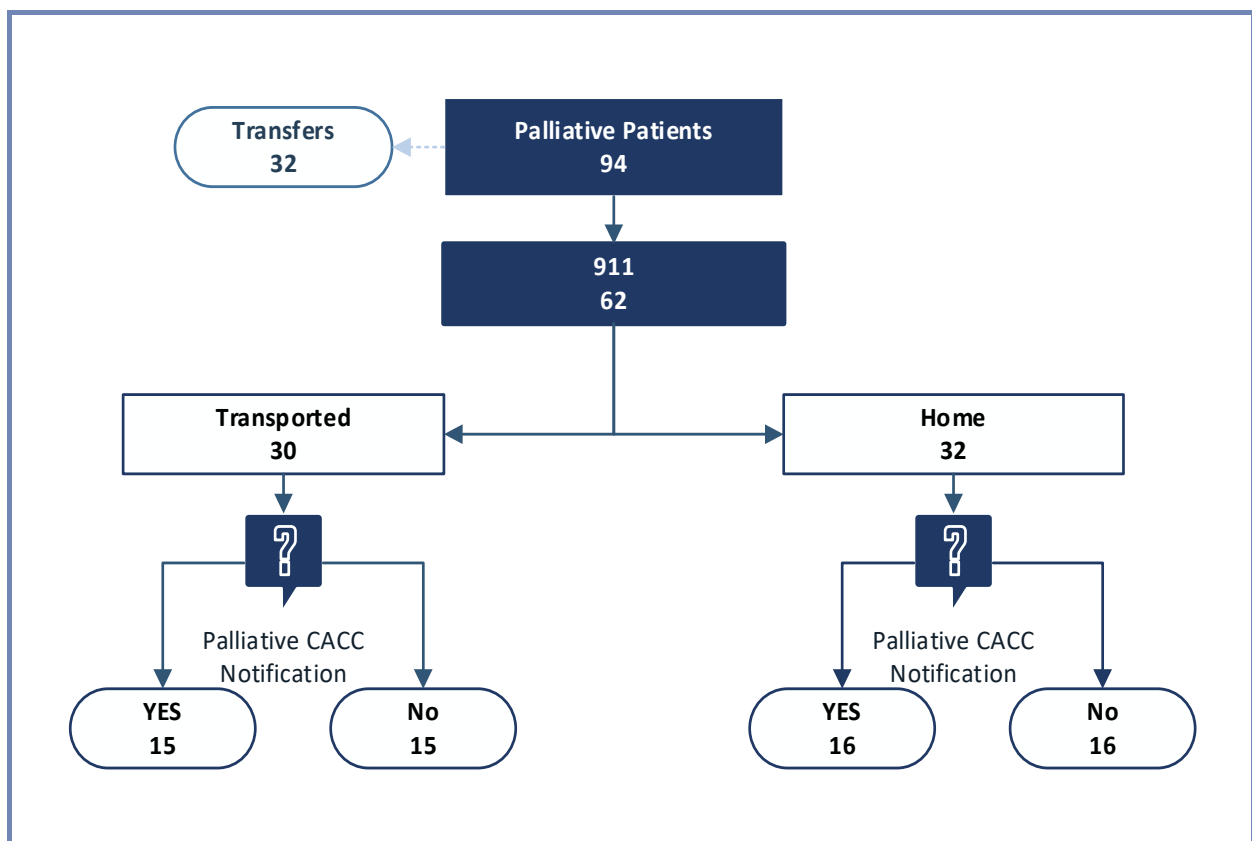 Transfers
32
Palliative Patients
94
911
62
Transported
30
Home
32
?
?
Palliative CACC
Notification
Palliative CACC
Notification
YES
15
No
15
YES
16
No
16